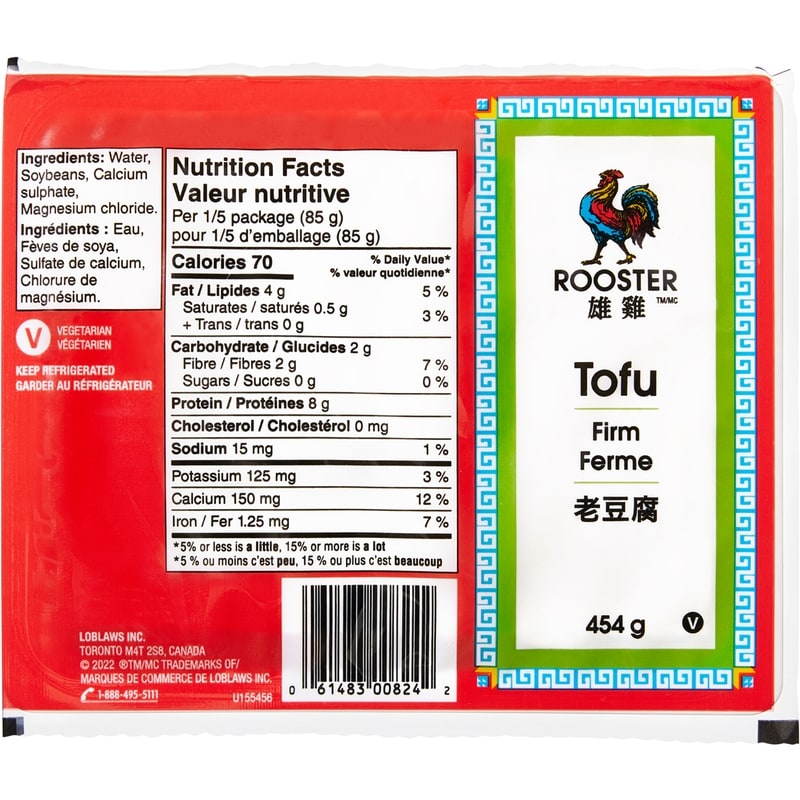 Ingredients: Water,
Soybeans, Calcium
sulphate,
Magnesium chloride.
Ingrédients : Eau,
Fèves de soya,
Sulfate de calcium,
Chlorure de
magnésium.
V
VEGETARIAN
VÉGÉTARIEN
KEEP REFRIGERATED
GARDER AU RÉFRIGÉRATEUR
Nutrition Facts
Valeur nutritive
Per 1/5 package (85 g)
pour 1/5 d'emballage (85 g)
Calories 70
% Daily Value*
% valeur quotidienne*
Fat / Lipides 4 g 5 %
Saturates / saturés 0.5 g
+ Trans / trans 0 g 3 %
Carbohydrate / Glucides 2 g
Fibre / Fibres 2 g 7 %
Sugars / Sucres 0 g 0 %
Protein / Protéines 8 g
Cholesterol / Cholestérol 0 mg
Sodium 15 mg 1 %
Potassium 125 mg 3 %
Calcium 150 mg 12 %
Iron / Fer 1.25 mg 7 %
*5% or less is a little, 15% or more is a lot
*5 % ou moins c'est peu, 15 % ou plus c'est beaucoup
LOBLAWS INC.
TORONTO M4T 2S8, CANADA
© 2022 ®TM/MC TRADEMARKS OF/
MARQUES DE COMMERCE DE LOBLAWS INC.
1-888-495-5111
U155456
0 61483 00824 2
ROOSTER
雄雞 TM/MC
Tofu
Firm
Ferme
老豆腐
454 g
V